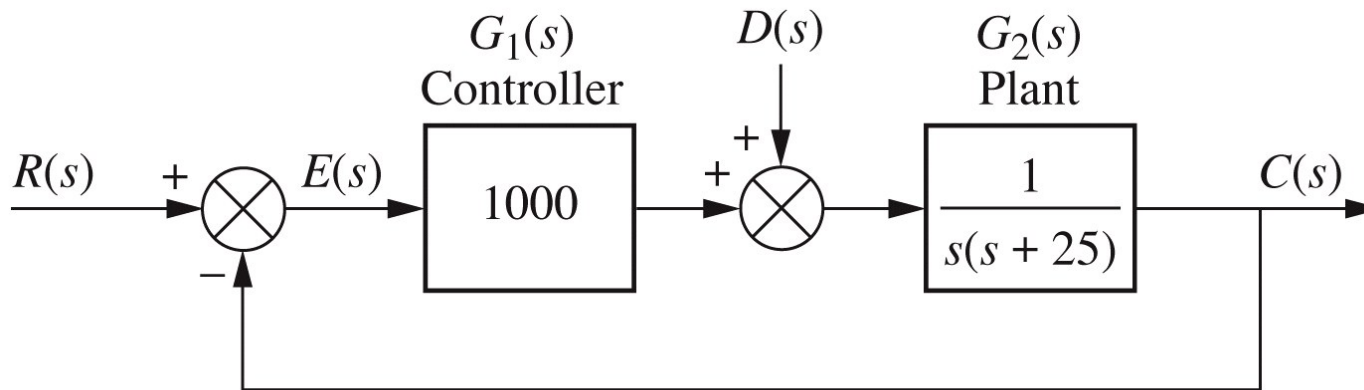 G₁(s)
Controller
D(s)
G₂(s)
Plant
R(s)
+
E(s)
1000
+
+
1
s(s + 25)
C(s)
−